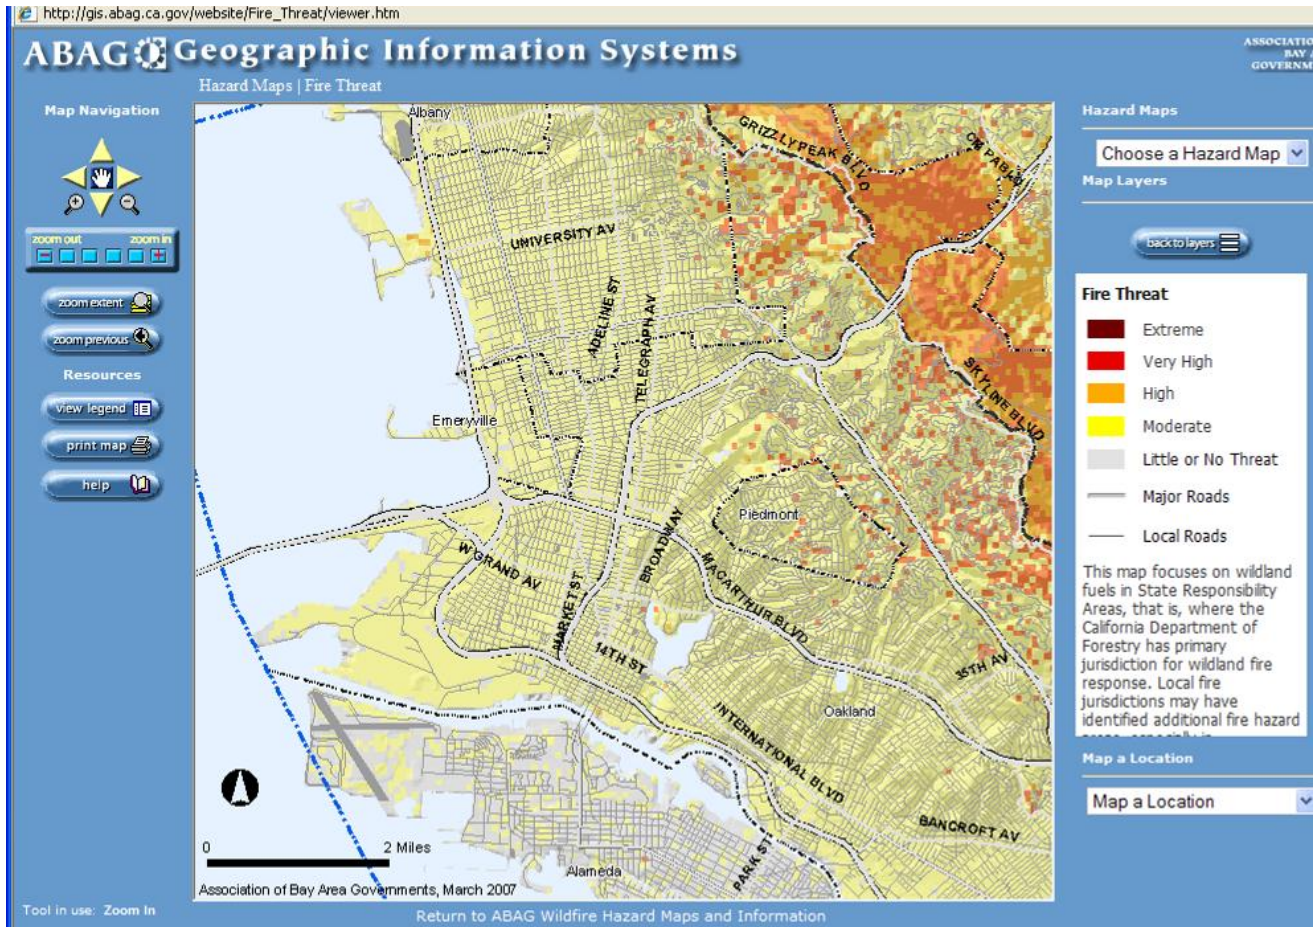 http://gis.abag.ca.gov/website/Fire_Threat/viewer.htm
ABAG Geographic Information Systems
ASSOCIATIO
BAY A
GOVERNM
Hazard Maps | Fire Threat
Map Navigation
zoom out zoom in
zoom extent
zoom previous
Resources
view legend
print map
help
Tool in use: Zoom In
Albany
GRIZZLYPEAK BLVD
CN PABLO
UNIVERSITY AV
ADELINE ST
TELEGRAPH AV
SKYLINE BLVD
Emeryville
Piedmont
BROADWAY
W GRAND AV
MACARTHUR BLVD
MARKET ST
14TH ST
35TH AV
Oakland
INTERNATIONAL BLVD
BANCROFT AV
PARK ST
Alameda
0 2 Miles
Association of Bay Area Governments, March 2007
Return to ABAG Wildfire Hazard Maps and Information
Hazard Maps
Choose a Hazard Map
Map Layers
back to layers
Fire Threat
Extreme
Very High
High
Moderate
Little or No Threat
Major Roads
Local Roads
This map focuses on wildland
fuels in State Responsibility
Areas, that is, where the
California Department of
Forestry has primary
jurisdiction for wildland fire
response. Local fire
jurisdictions may have
identified additional fire hazard
Map a Location
Map a Location